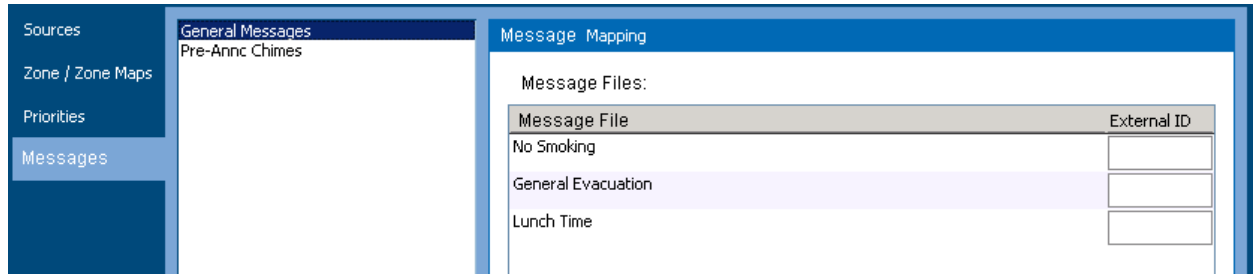 Sources
Zone / Zone Maps
Priorities
Messages
General Messages
Pre-Annc Chimes
Message Mapping
Message Files:
Message File External ID
No Smoking
General Evacuation
Lunch Time